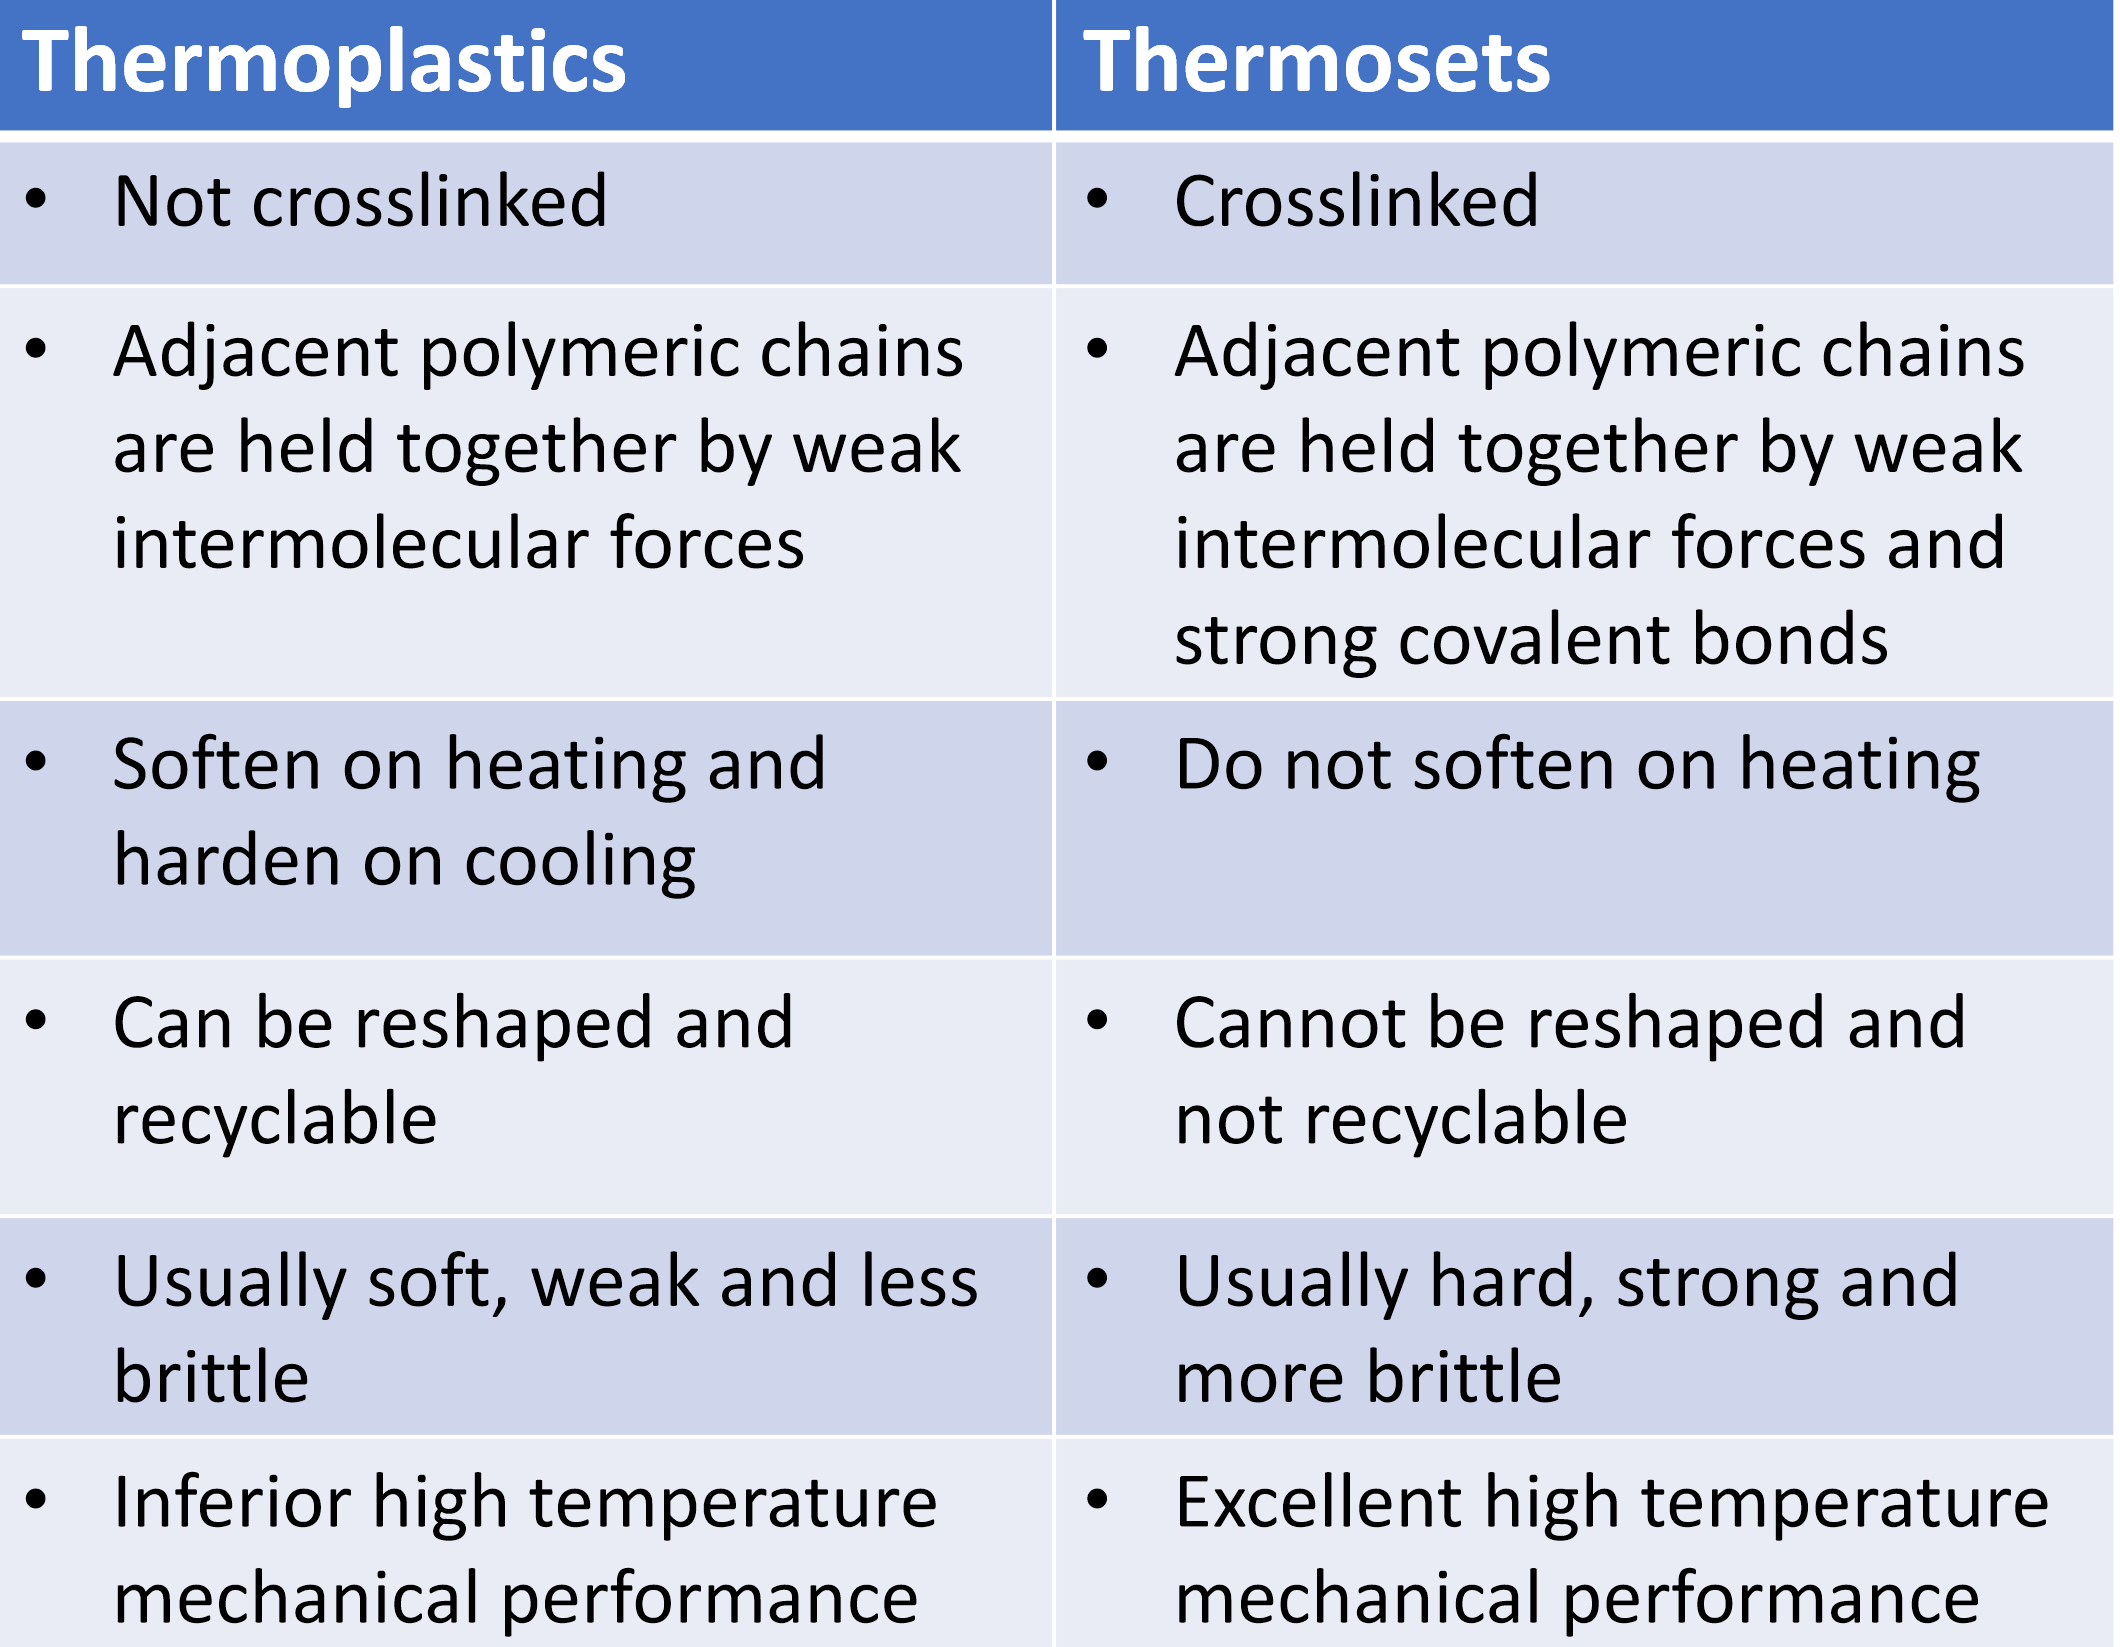 Thermoplastics
Thermosets
• Not crosslinked
• Crosslinked
• Adjacent polymeric chains
are held together by weak
intermolecular forces
• Adjacent polymeric chains
are held together by weak
intermolecular forces and
strong covalent bonds
• Soften on heating and
harden on cooling
• Do not soften on heating
• Can be reshaped and
recyclable
• Cannot be reshaped and
not recyclable
• Usually soft, weak and less
brittle
• Usually hard, strong and
more brittle
• Inferior high temperature
mechanical performance
• Excellent high temperature
mechanical performance